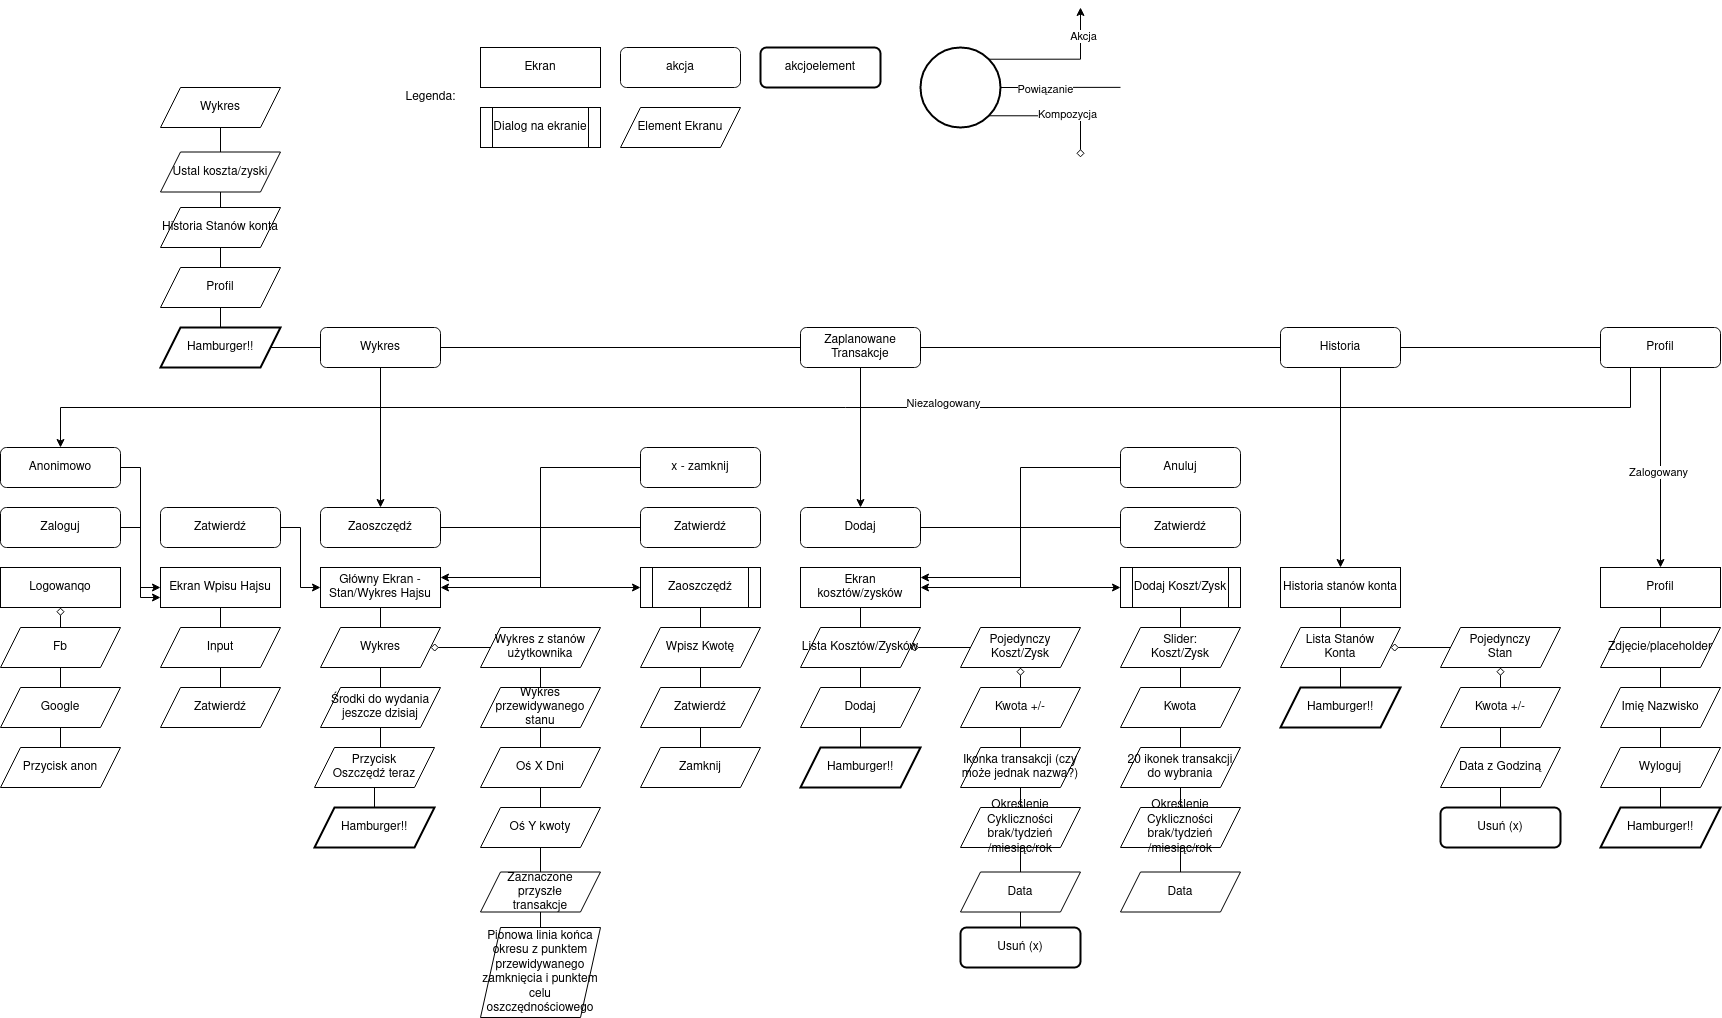 Legenda:
Ekran
akcja
akcjoelement
Dialog na ekranie
Element Ekranu
Akcja
Powiązanie
Kompozycja
Wykres
Ustal koszta/zyski
Historia Stanów konta
Profil
Hamburger!!
Wykres
Zaplanowane
Transakcje
Historia
Profil
Niezalogowany
Zalogowany
Anonimowo
x - zamknij
Anuluj
Zaloguj
Zatwierdź
Zaoszczędź
Zatwierdź
Dodaj
Zatwierdź
Logowanqo
Ekran Wpisu Hajsu
Główny Ekran -
Stan/Wykres Hajsu
Zaoszczędź
Ekran
kosztów/zysków
Dodaj Koszt/Zysk
Historia stanów konta
Profil
Fb
Input
Wykres
Wykres z stanów
użytkownika
Wpisz Kwotę
Lista Kosztów/Zysków
Pojedynczy
Koszt/Zysk
Slider:
Koszt/Zysk
Lista Stanów
Konta
Pojedynczy
Stan
Zdjęcie/placeholder
Google
Zatwierdź
Środki do wydania
jeszcze dzisiaj
Wykres
przewidywanego
stanu
Zatwierdź
Dodaj
Kwota +/-
Kwota
Hamburger!!
Kwota +/-
Imię Nazwisko
Przycisk anon
Przycisk
Oszczędź teraz
Oś X Dni
Zamknij
Hamburger!!
Ikonka transakcji (czy
może jednak nazwa?)
20 ikonek transakcji
do wybrania
Data z Godziną
Wyloguj
Hamburger!!
Oś Y kwoty
Określenie
Cykliczności
brak/tydzień
/miesiąc/rok
Określenie
Cykliczności
brak/tydzień
/miesiąc/rok
Usuń (x)
Hamburger!!
Zaznaczone
przyszłe
transakcje
Data
Data
Pionowa linia końca
okresu z punktem
przewidywanego
zamknięcia i punktem
celu
oszczędnościowego
Usuń (x)